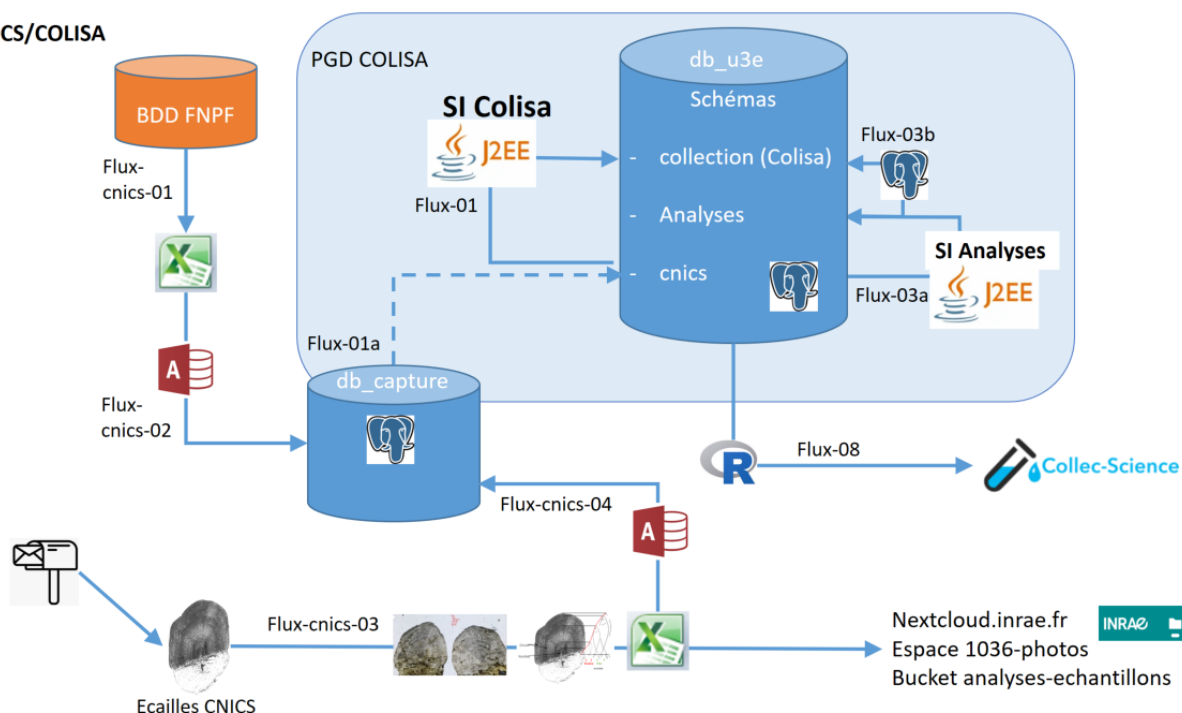 CS/COLISA
PGD COLISA
db_u3e
Schémas
BDD FNPF
SI Colisa
J2EE
Flux-03b
- collection (Colisa)
Flux-
cnics-01
Flux-01
- Analyses
SI Analyses
J2EE
- cnics
Flux-03a
X
Flux-01a
A
db_capture
Flux-
cnics-02
R
Flux-08
Collec-Science
Flux-cnics-04
A
Flux-cnics-03
X
Nextcloud.inrae.fr
INRAE
Espace 1036-photos
Bucket analyses-echantillons
Ecailles CNICS